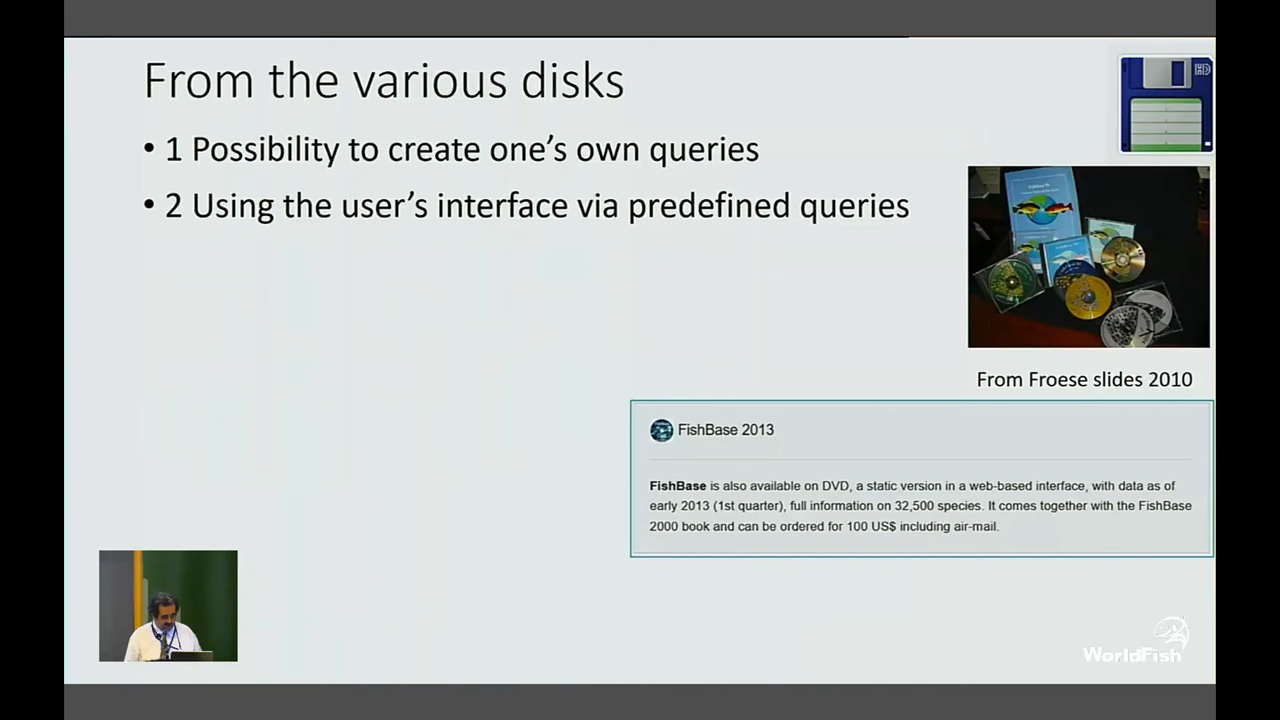 From the various disks
• 1 Possibility to create one's own queries
• 2 Using the user's interface via predefined queries
HD
From Froese slides 2010
FishBase 2013
FishBase is also available on DVD, a static version in a web-based interface, with data as of
early 2013 (1st quarter), full information on 32,500 species. It comes together with the FishBase
2000 book and can be ordered for 100 US$ including air-mail.
WorldFish